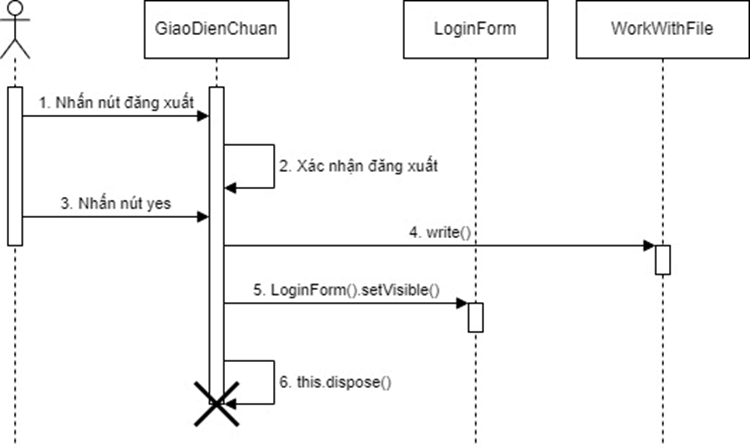 GiaoDienChuan
LoginForm
WorkWithFile
1. Nhấn nút đăng xuất
2. Xác nhận đăng xuất
3. Nhấn nút yes
4. write()
5. LoginForm().setVisible()
6. this.dispose()